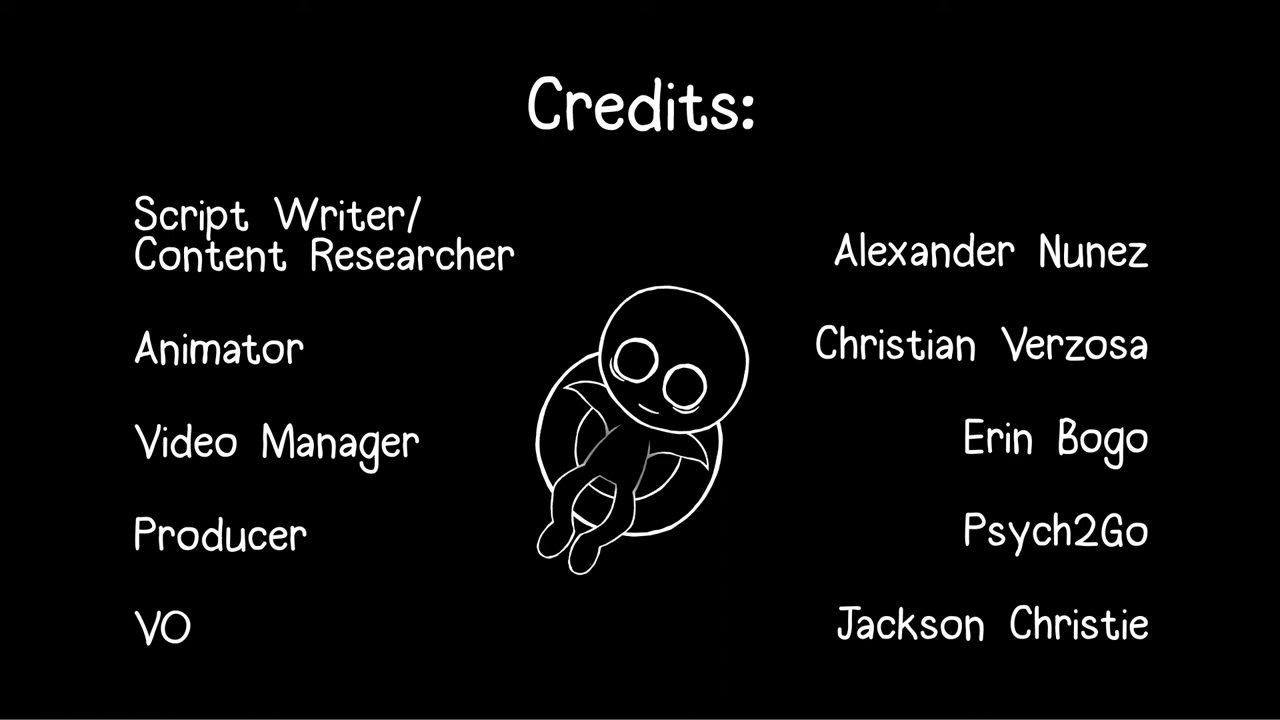 Credits:
Script Writer/
Content Researcher
Alexander Nunez
Animator
Christian Verzosa
Video Manager
Erin Bogo
Producer
Psych2Go
VO
Jackson Christie